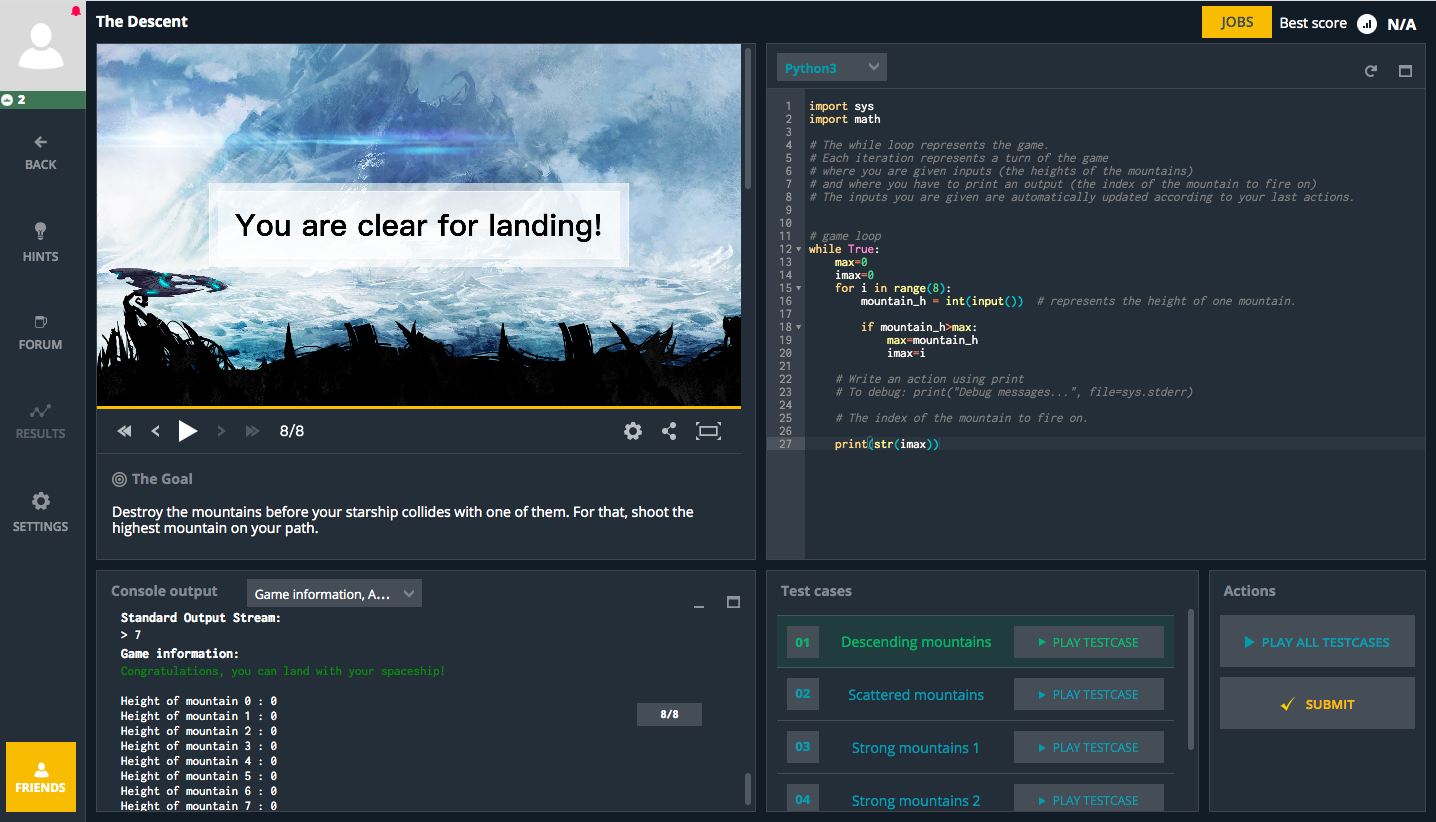 The Descent
JOBS
Best score
N/A
2
BACK
HINTS
FORUM
RESULTS
SETTINGS
FRIENDS
You are clear for landing!
8/8
The Goal
Destroy the mountains before your starship collides with one of them. For that, shoot the
highest mountain on your path.
Python3
1 import sys
2 import math
3
4 # The while loop represents the game.
5 # Each iteration represents a turn of the game
6 # where you are given inputs (the heights of the mountains)
7 # and where you have to print an output (the index of the mountain to fire on)
8 # The inputs you are given are automatically updated according to your last actions.
9
10
11 # game loop
12 while True:
13     max=0
14     imax=0
15     for i in range(8):
16         mountain_h = int(input())  # represents the height of one mountain.
17
18         if mountain_h>max:
19             max=mountain_h
20             imax=i
21
22     # Write an action using print
23     # To debug: print("Debug messages...", file=sys.stderr)
24
25     # The index of the mountain to fire on.
26
27     print(str(imax))
Console output
Game information, A...
Standard Output Stream:
> 7
Game information:
Congratulations, you can land with your spaceship!
Height of mountain 0 : 0
Height of mountain 1 : 0
Height of mountain 2 : 0
Height of mountain 3 : 0
Height of mountain 4 : 0
Height of mountain 5 : 0
Height of mountain 6 : 0
Height of mountain 7 : 0
8/8
Test cases
01 Descending mountains PLAY TESTCASE
02 Scattered mountains PLAY TESTCASE
03 Strong mountains 1 PLAY TESTCASE
04 Strong mountains 2 PLAY TESTCASE
Actions
PLAY ALL TESTCASES
SUBMIT